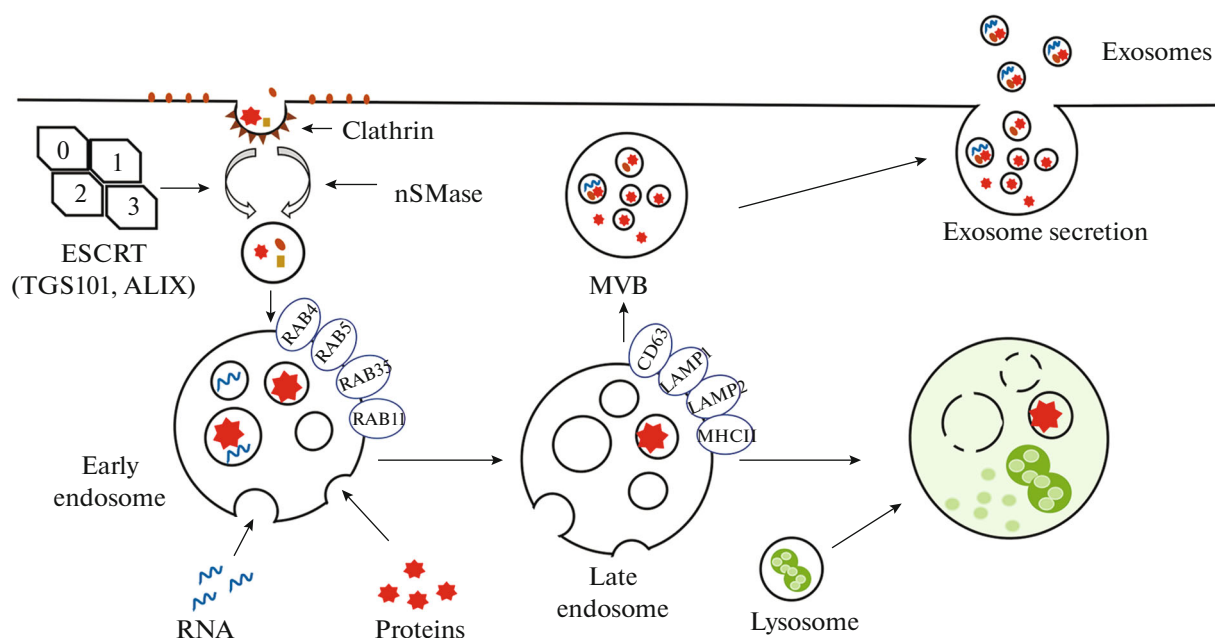 Exosomes
Clathrin
0
1
2
3
nSMase
ESCRT
(TGS101, ALIX)
Exosome secretion
MVB
RAB4
RAB5
RAB35
RAB11
CD63
LAMP1
LAMP2
MHCII
Early
endosome
Late
endosome
RNA
Proteins
Lysosome